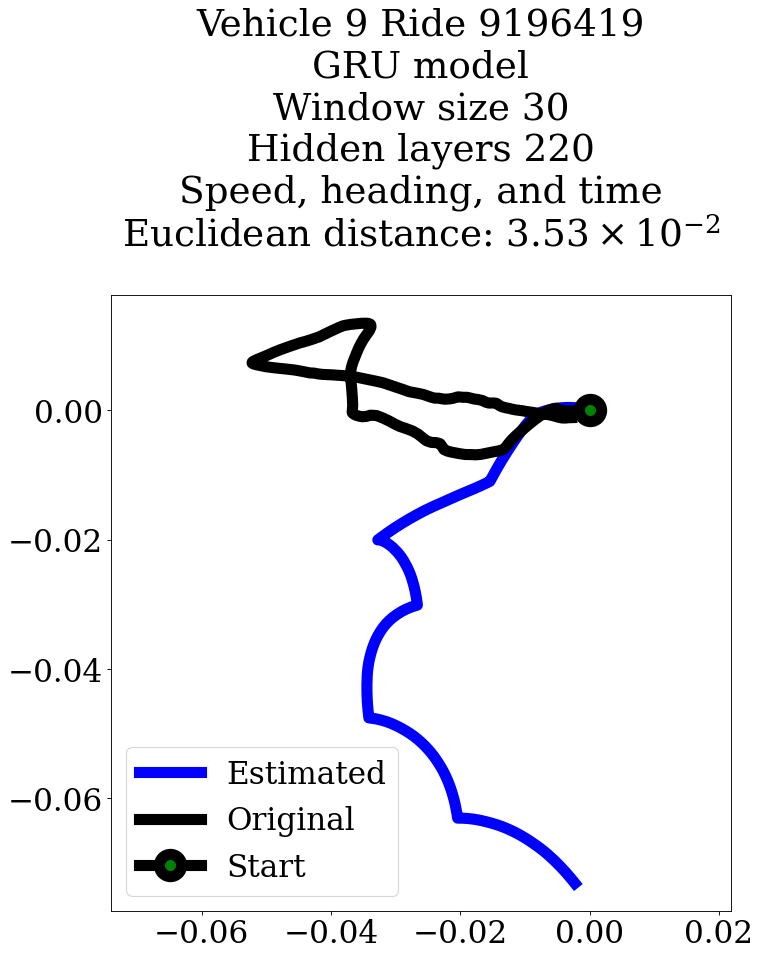 Vehicle 9 Ride 9196419
GRU model
Window size 30
Hidden layers 220
Speed, heading, and time
Euclidean distance: 3.53 × 10⁻²
0.00
−0.02
−0.04
−0.06
Estimated
Original
Start
−0.06 −0.04 −0.02 0.00 0.02